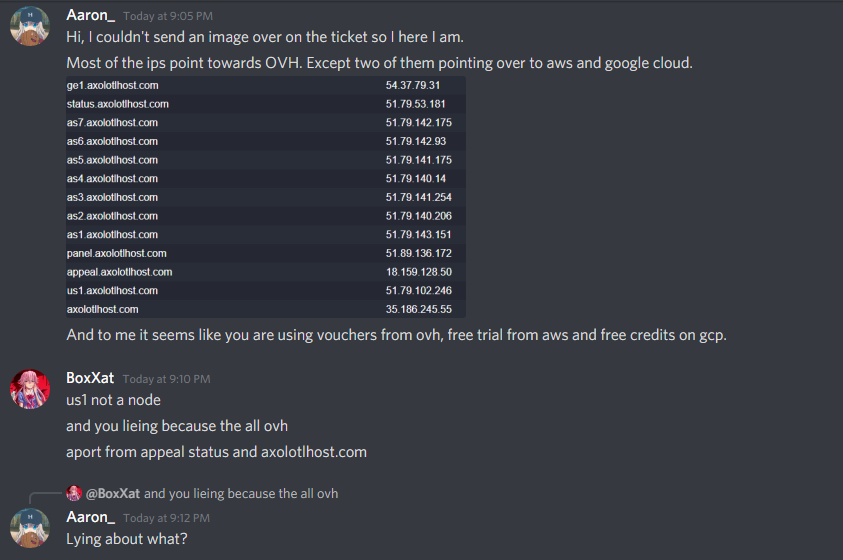 Aaron_ Today at 9:05 PM
Hi, I couldn't send an image over on the ticket so I here I am.
Most of the ips point towards OVH. Except two of them pointing over to aws and google cloud.
ge1.axolotlhost.com 54.37.79.31
status.axolotlhost.com 51.79.53.181
as7.axolotlhost.com 51.79.142.175
as6.axolotlhost.com 51.79.142.93
as5.axolotlhost.com 51.79.141.175
as4.axolotlhost.com 51.79.140.14
as3.axolotlhost.com 51.79.141.254
as2.axolotlhost.com 51.79.140.206
as1.axolotlhost.com 51.79.143.151
panel.axolotlhost.com 51.89.136.172
appeal.axolotlhost.com 18.159.128.50
us1.axolotlhost.com 51.79.102.246
axolotlhost.com 35.186.245.55
And to me it seems like you are using vouchers from ovh, free trial from aws and free credits on gcp.
BoxXat Today at 9:10 PM
us1 not a node
and you lieing because the all ovh
aport from appeal status and axolotlhost.com
@BoxXat and you lieing because the all ovh
Aaron_ Today at 9:12 PM
Lying about what?